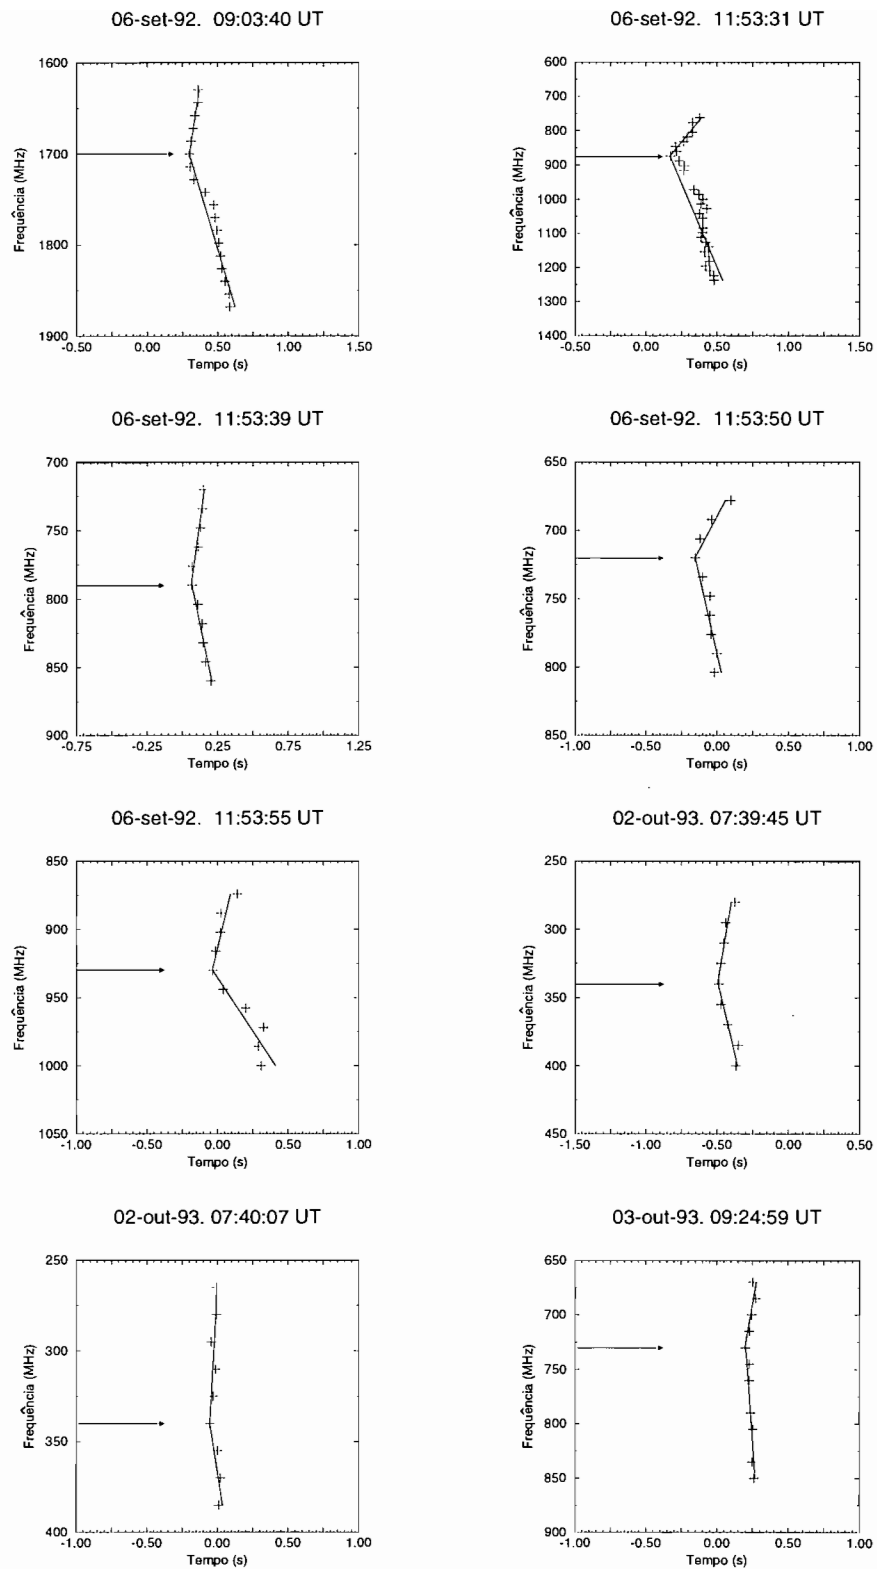 06-set-92. 09:03:40 UT
Frequência (MHz)
1600
1700
1800
1900
-0.50 0.00 0.50 1.00 1.50
Tempo (s)
06-set-92. 11:53:31 UT
Frequência (MHz)
600
700
800
900
1000
1100
1200
1300
1400
-0.50 0.00 0.50 1.00 1.50
Tempo (s)
06-set-92. 11:53:39 UT
Frequência (MHz)
700
750
800
850
900
-0.75 -0.25 0.25 0.75 1.25
Tempo (s)
06-set-92. 11:53:50 UT
Frequência (MHz)
650
700
750
800
850
-1.00 -0.50 0.00 0.50 1.00
Tempo (s)
06-set-92. 11:53:55 UT
Frequência (MHz)
850
900
950
1000
1050
-1.00 -0.50 0.00 0.50 1.00
Tempo (s)
02-out-93. 07:39:45 UT
Frequência (MHz)
250
300
350
400
450
-1.50 -1.00 -0.50 0.00 0.50
Tempo (s)
02-out-93. 07:40:07 UT
Frequência (MHz)
250
300
350
400
-1.00 -0.50 0.00 0.50 1.00
Tempo (s)
03-out-93. 09:24:59 UT
Frequência (MHz)
650
700
750
800
850
900
-1.00 -0.50 0.00 0.50 1.00
Tempo (s)